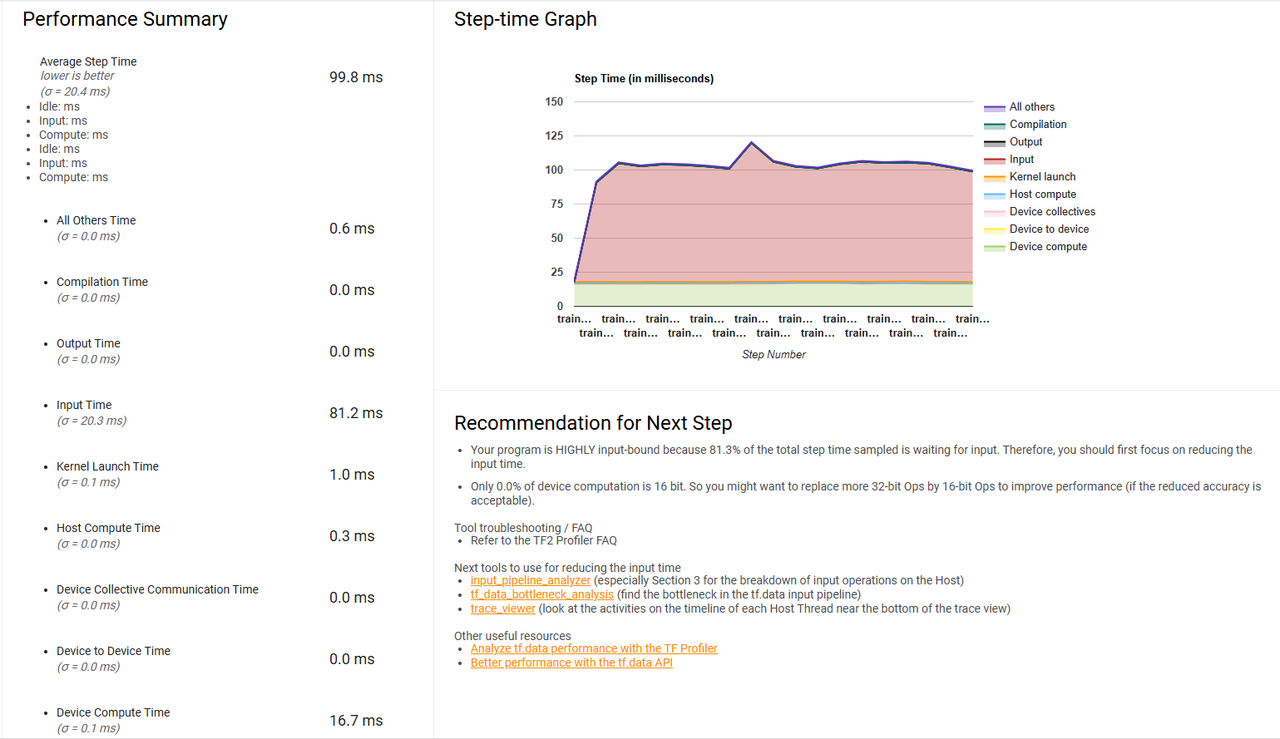 Performance Summary
Average Step Time
lower is better
(σ = 20.4 ms)
99.8 ms
• Idle: ms
• Input: ms
• Compute: ms
• Idle: ms
• Input: ms
• Compute: ms
• All Others Time
(σ = 0.0 ms)
0.6 ms
• Compilation Time
(σ = 0.0 ms)
0.0 ms
• Output Time
(σ = 0.0 ms)
0.0 ms
• Input Time
(σ = 20.3 ms)
81.2 ms
• Kernel Launch Time
(σ = 0.1 ms)
1.0 ms
• Host Compute Time
(σ = 0.0 ms)
0.3 ms
• Device Collective Communication Time
(σ = 0.0 ms)
0.0 ms
• Device to Device Time
(σ = 0.0 ms)
0.0 ms
• Device Compute Time
(σ = 0.1 ms)
16.7 ms
Step-time Graph
Step Time (in milliseconds)
150
125
100
75
50
25
0
train... train... train... train... train... train... train... train... train... train...
train... train... train... train... train... train... train... train... train...
Step Number
All others
Compilation
Output
Input
Kernel launch
Host compute
Device collectives
Device to device
Device compute
Recommendation for Next Step
• Your program is HIGHLY input-bound because 81.3% of the total step time sampled is waiting for input. Therefore, you should first focus on reducing the
input time.
• Only 0.0% of device computation is 16 bit. So you might want to replace more 32-bit Ops by 16-bit Ops to improve performance (if the reduced accuracy is
acceptable).
Tool troubleshooting / FAQ
• Refer to the TF2 Profiler FAQ
Next tools to use for reducing the input time
• input_pipeline_analyzer (especially Section 3 for the breakdown of input operations on the Host)
• tf_data_bottleneck_analysis (find the bottleneck in the tf.data input pipeline)
• trace_viewer (look at the activities on the timeline of each Host Thread near the bottom of the trace view)
Other useful resources
• Analyze tf.data performance with the TF Profiler
• Better performance with the tf.data API